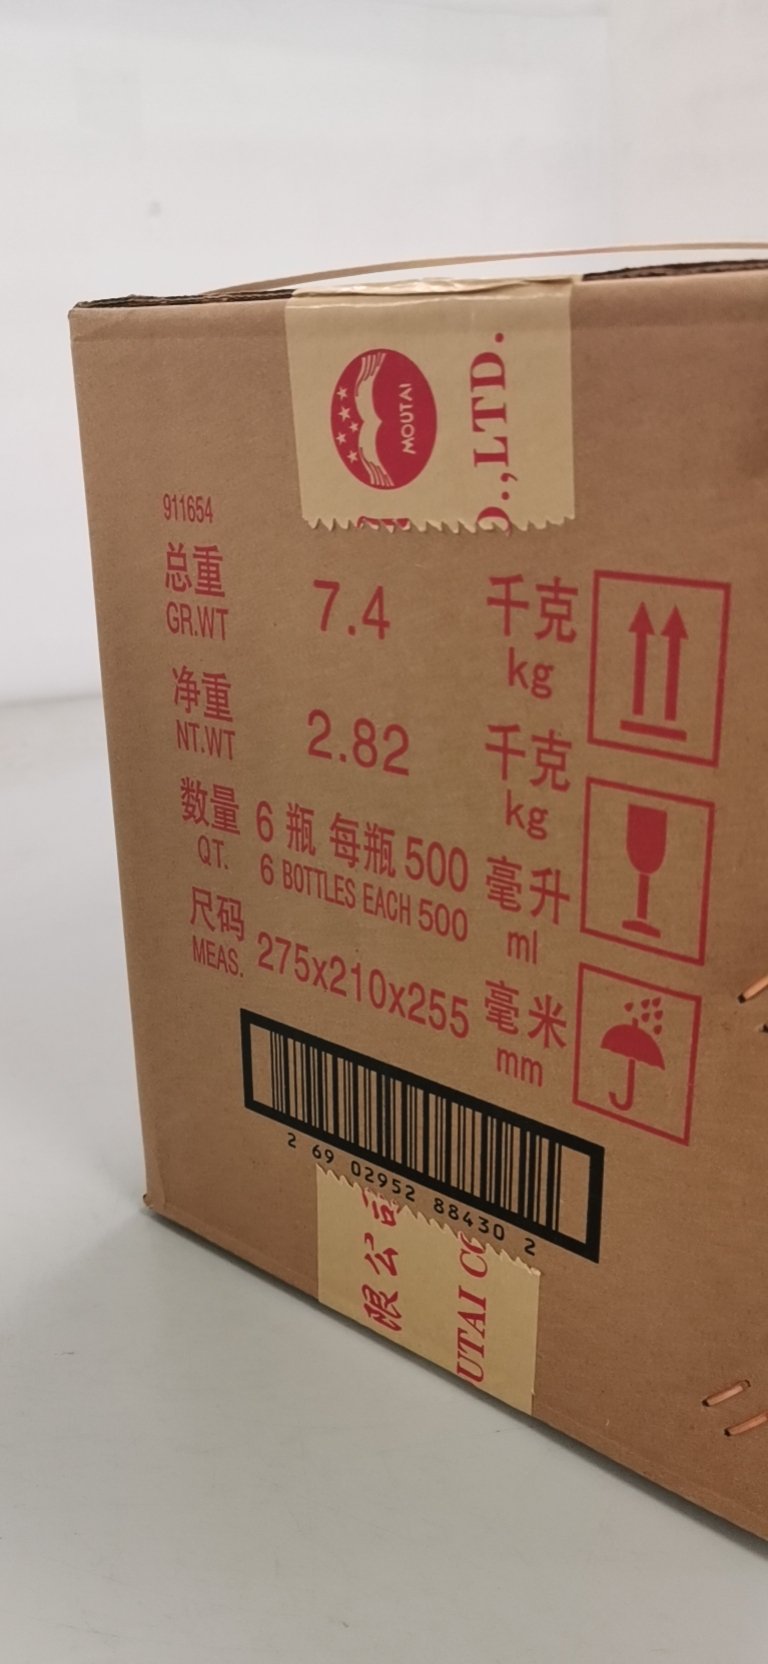 MOUTAI
.,LTD.
911654
总重 7.4 千克
GR.WT kg
净重 2.82 千克
NT.WT kg
数量 6 瓶 每瓶 500 毫升
QT. 6 BOTTLES EACH 500 ml
尺码 275x210x255 毫米
MEAS. mm
2 69 02952 88430 2
限公司
UTAI CO